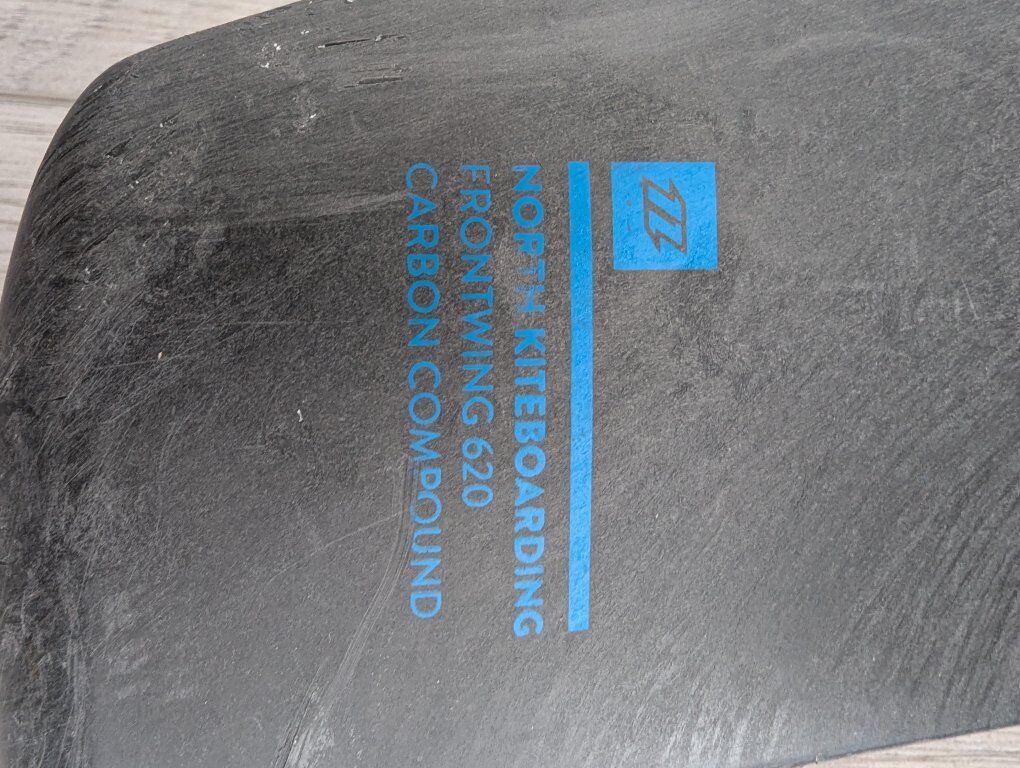 NORTH KITEBOARDING
FRONTWING 620
CARBON COMPOUND